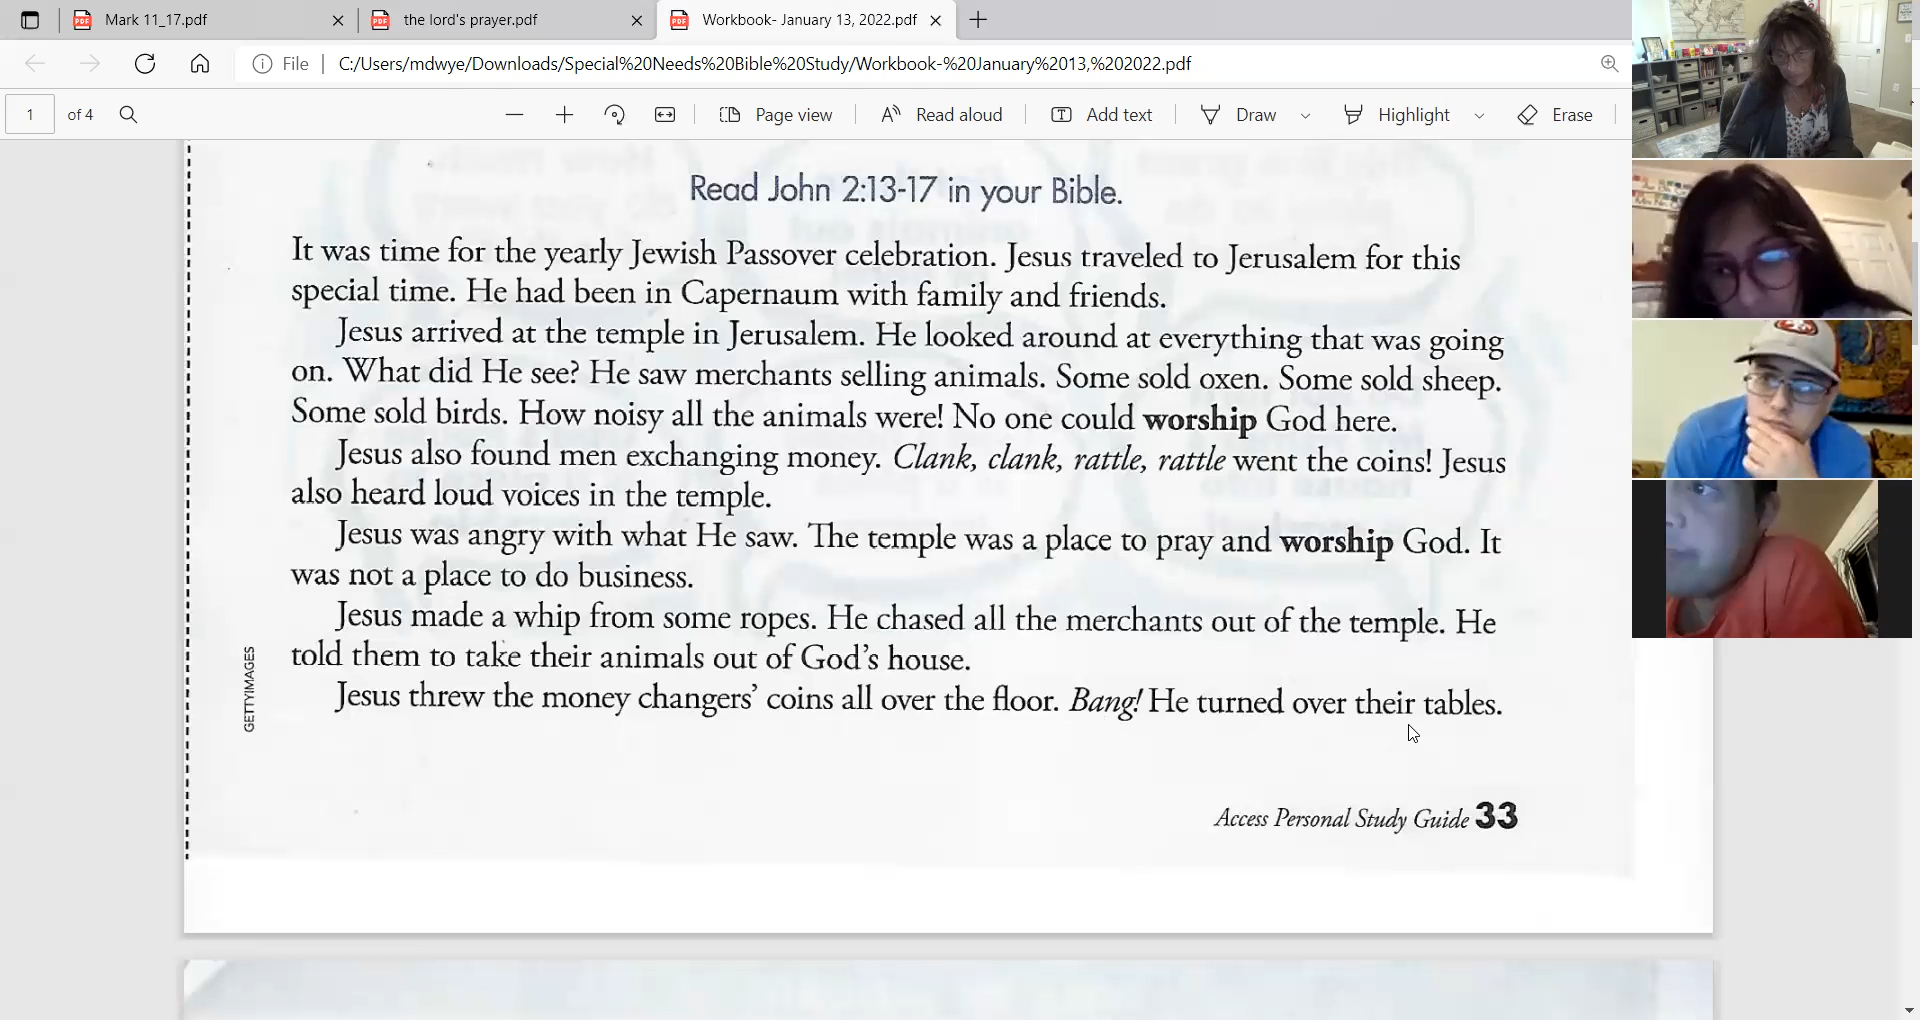 Mark 11_17.pdf
the lord's prayer.pdf
Workbook- January 13, 2022.pdf
File
C:/Users/mdwye/Downloads/Special%20Needs%20Bible%20Study/Workbook-%20January%2013,%202022.pdf
1 of 4
Page view
Read aloud
Add text
Draw
Highlight
Erase
Read John 2:13-17 in your Bible.
It was time for the yearly Jewish Passover celebration. Jesus traveled to Jerusalem for this
special time. He had been in Capernaum with family and friends.
Jesus arrived at the temple in Jerusalem. He looked around at everything that was going
on. What did He see? He saw merchants selling animals. Some sold oxen. Some sold sheep.
Some sold birds. How noisy all the animals were! No one could worship God here.
Jesus also found men exchanging money. Clank, clank, rattle, rattle went the coins! Jesus
also heard loud voices in the temple.
Jesus was angry with what He saw. The temple was a place to pray and worship God. It
was not a place to do business.
Jesus made a whip from some ropes. He chased all the merchants out of the temple. He
told them to take their animals out of God's house.
Jesus threw the money changers' coins all over the floor. Bang! He turned over their tables.
GETTYIMAGES
Access Personal Study Guide 33